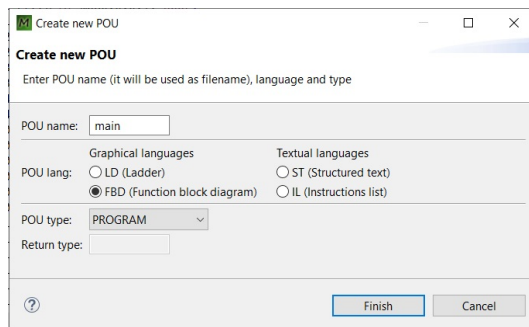 Create new POU
Create new POU
Enter POU name (it will be used as filename), language and type
POU name: main
Graphical languages Textual languages
POU lang: LD (Ladder) ST (Structured text)
FBD (Function block diagram) IL (Instructions list)
POU type: PROGRAM
Return type:
Finish Cancel